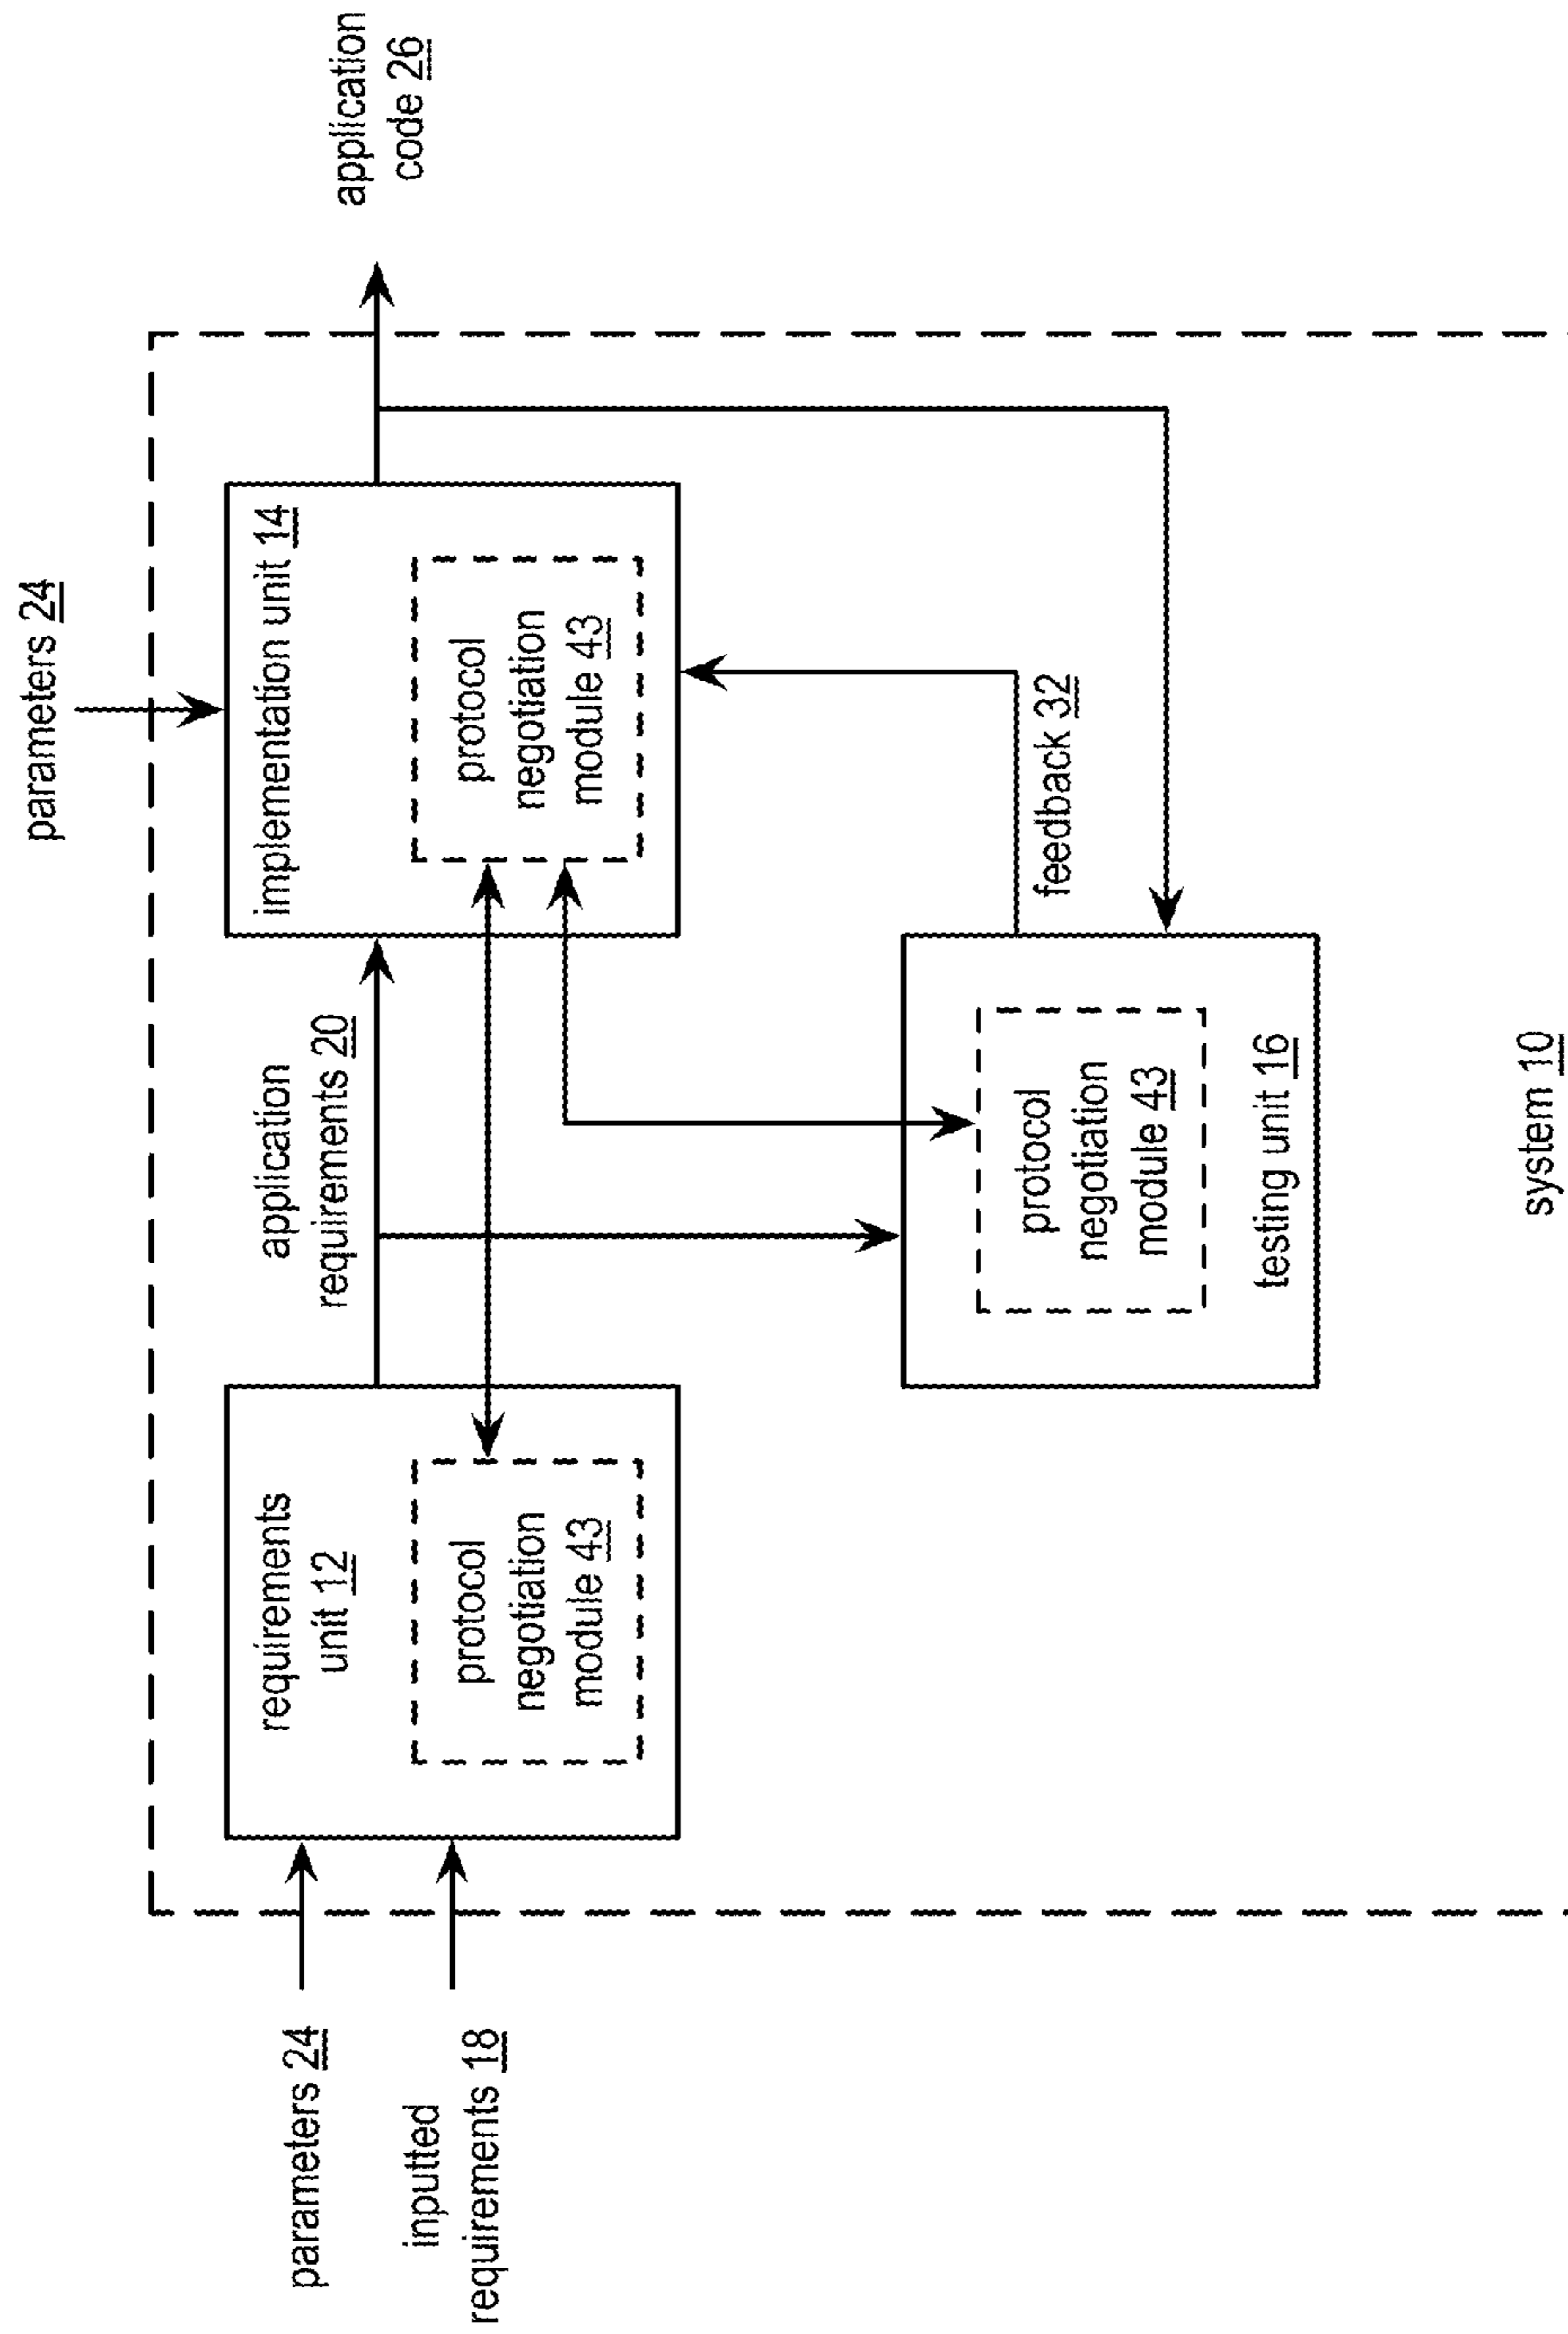 parameters 24
inputted
requirements 18
requirements
unit 12
protocol
negotiation
module 43
application
requirements 20
parameters 24
implementation unit 14
protocol
negotiation
module 43
application
code 26
feedback 32
protocol
negotiation
module 43
testing unit 16
system 10